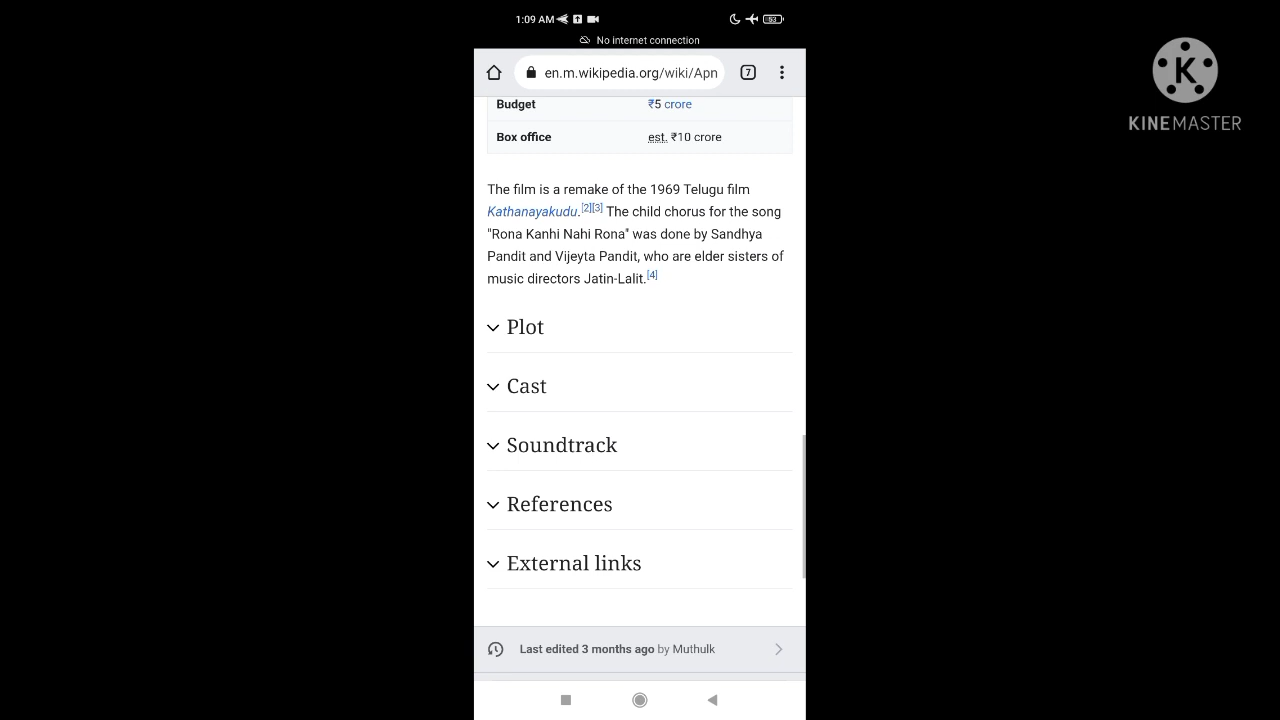 1:09 AM
53
No internet connection
en.m.wikipedia.org/wiki/Apn
7
Budget ₹5 crore
Box office est. ₹10 crore
The film is a remake of the 1969 Telugu film
Kathanayakudu.[2][3] The child chorus for the song
"Rona Kanhi Nahi Rona" was done by Sandhya
Pandit and Vijeyta Pandit, who are elder sisters of
music directors Jatin-Lalit.[4]
Plot
Cast
Soundtrack
References
External links
Last edited 3 months ago by Muthulk
K
KINEMASTER